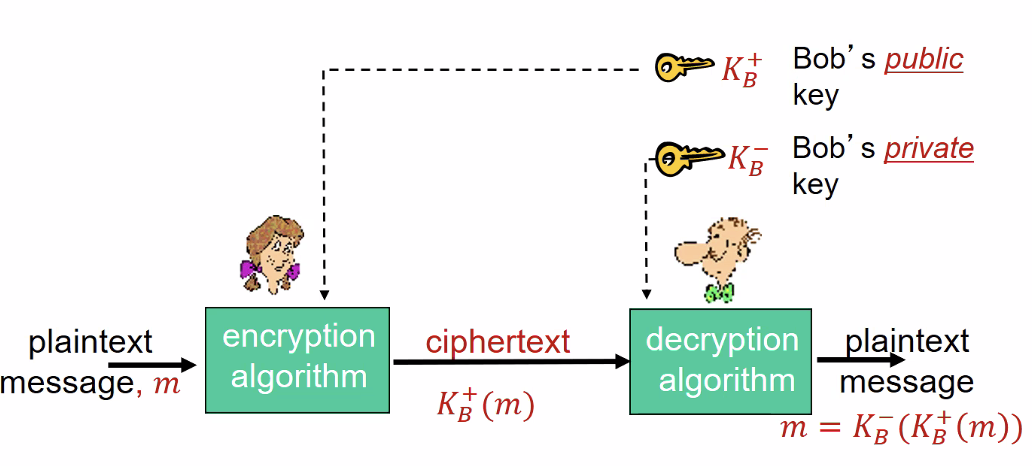 K_B^+ Bob's public
key
K_B^- Bob's private
key
plaintext
message, m
encryption
algorithm
ciphertext
K_B^+(m)
decryption
algorithm
plaintext
message
m = K_B^-(K_B^+(m))